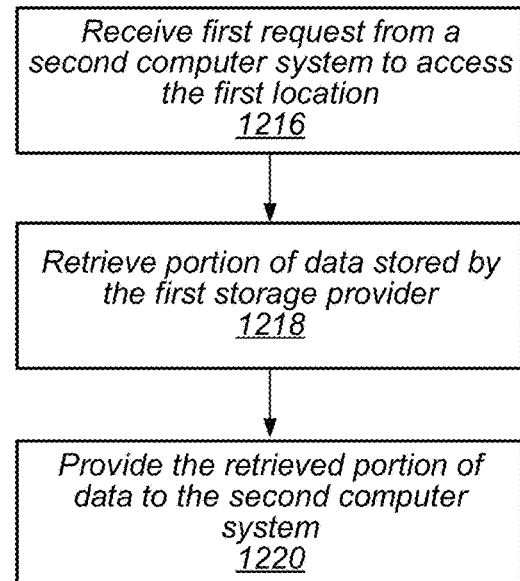 Receive first request from a
second computer system to access
the first location
1216
Retrieve portion of data stored by
the first storage provider
1218
Provide the retrieved portion of
data to the second computer
system
1220